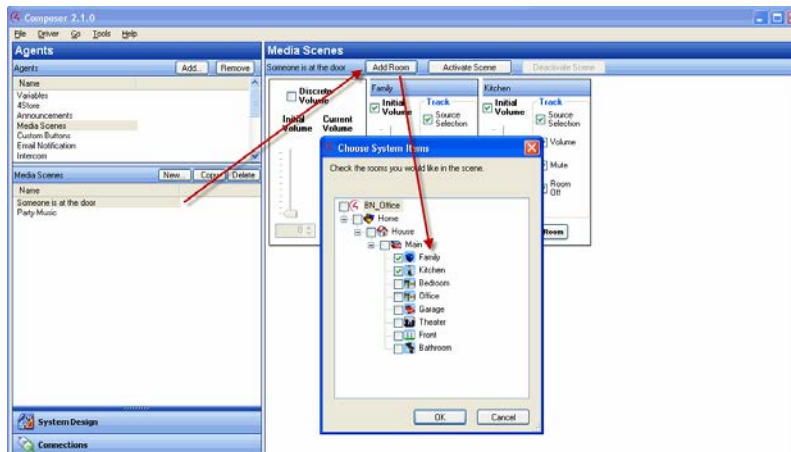 Composer 2.1.0
File Driver Go Tools Help
Agents
Agents Add... Remove
Name
Variables
4Store
Announcements
Media Scenes
Custom Buttons
Email Notification
Intercom
Media Scenes New... Copy Delete
Name
Someone is at the door
Party Music
System Design
Connections
Media Scenes
Someone is at the door Add Room Activate Scene Deactivate Scene
Discrete Volume
Initial Volume Current Volume
0
Family
Initial Volume
Track
Source Selection
Kitchen
Initial Volume
Track
Source Selection
Volume
Mute
Room Off
Room
Choose System Items
Check the rooms you would like in the scene.
BN_Office
Home
House
Main
Family
Kitchen
Bedroom
Office
Garage
Theater
Front
Bathroom
OK Cancel